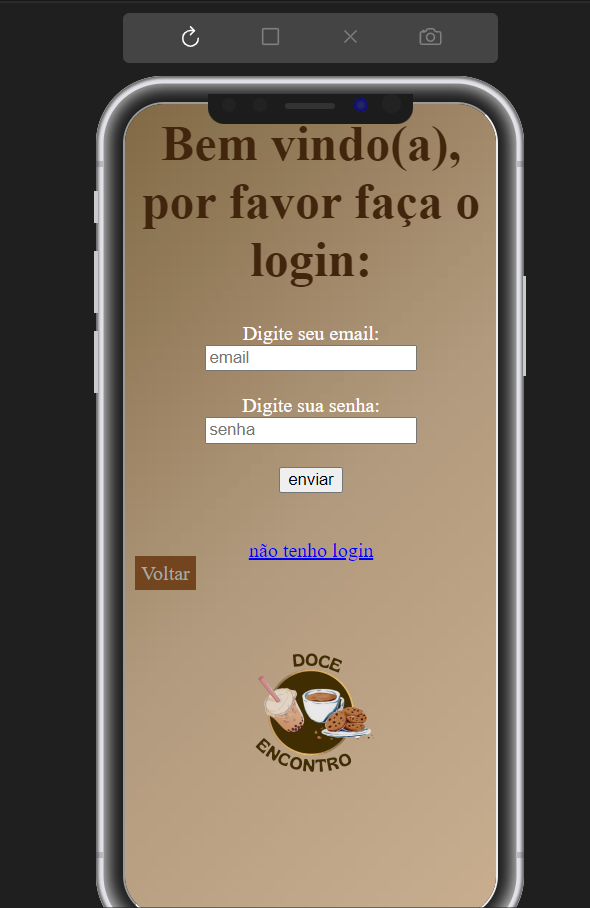 Bem vindo(a),
por favor faça o
login:
Digite seu email:
email
Digite sua senha:
senha
enviar
não tenho login
Voltar
DOCE
ENCONTRO